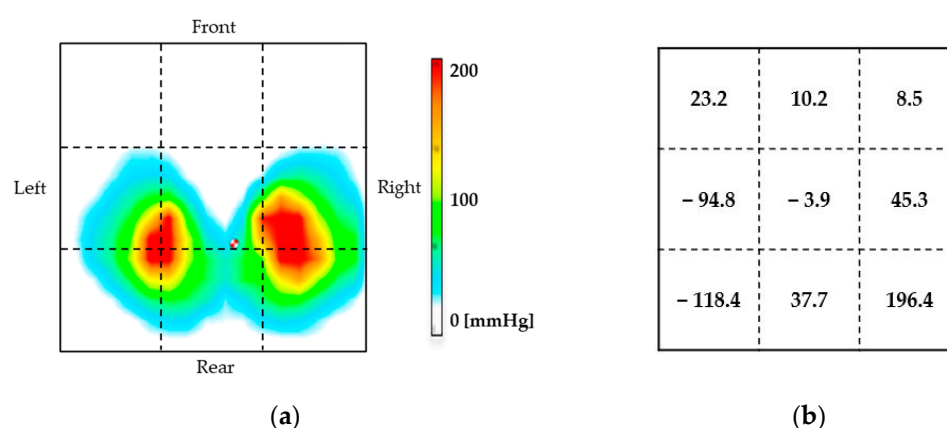 Front
Left
Right
Rear
200
100
0 [mmHg]
(a)
23.2 10.2 8.5
− 94.8 − 3.9 45.3
− 118.4 37.7 196.4
(b)